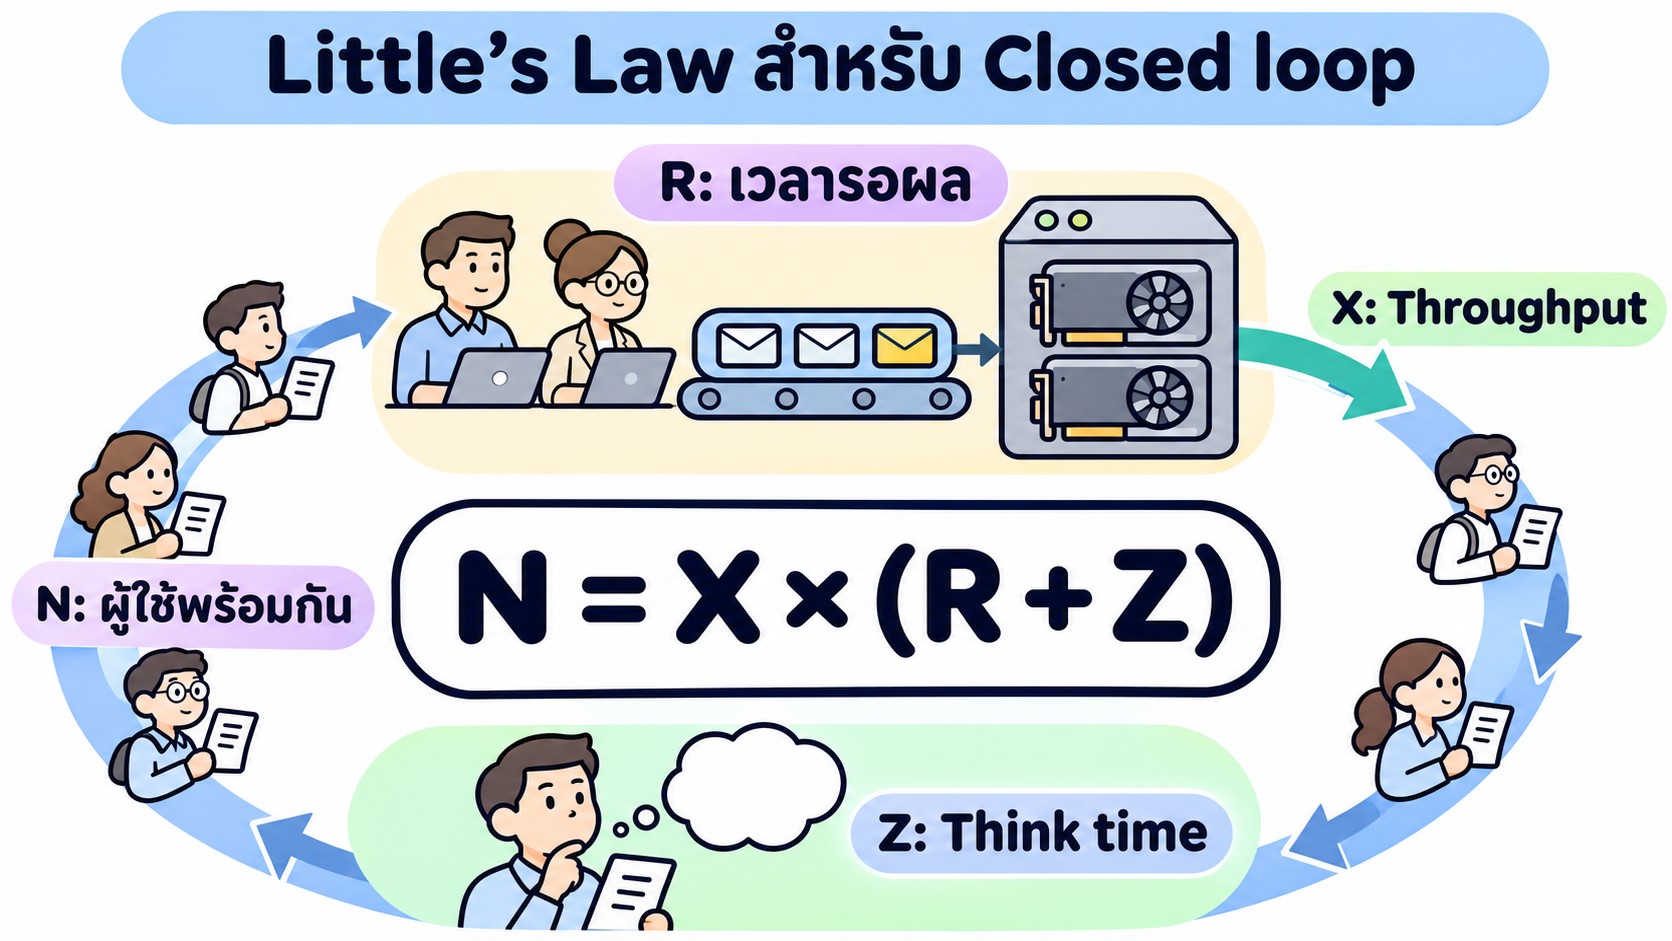 Little's Law สำหรับ Closed loop
R: เวลารอผล
X: Throughput
N = X × (R + Z)
N: ผู้ใช้พร้อมกัน
Z: Think time